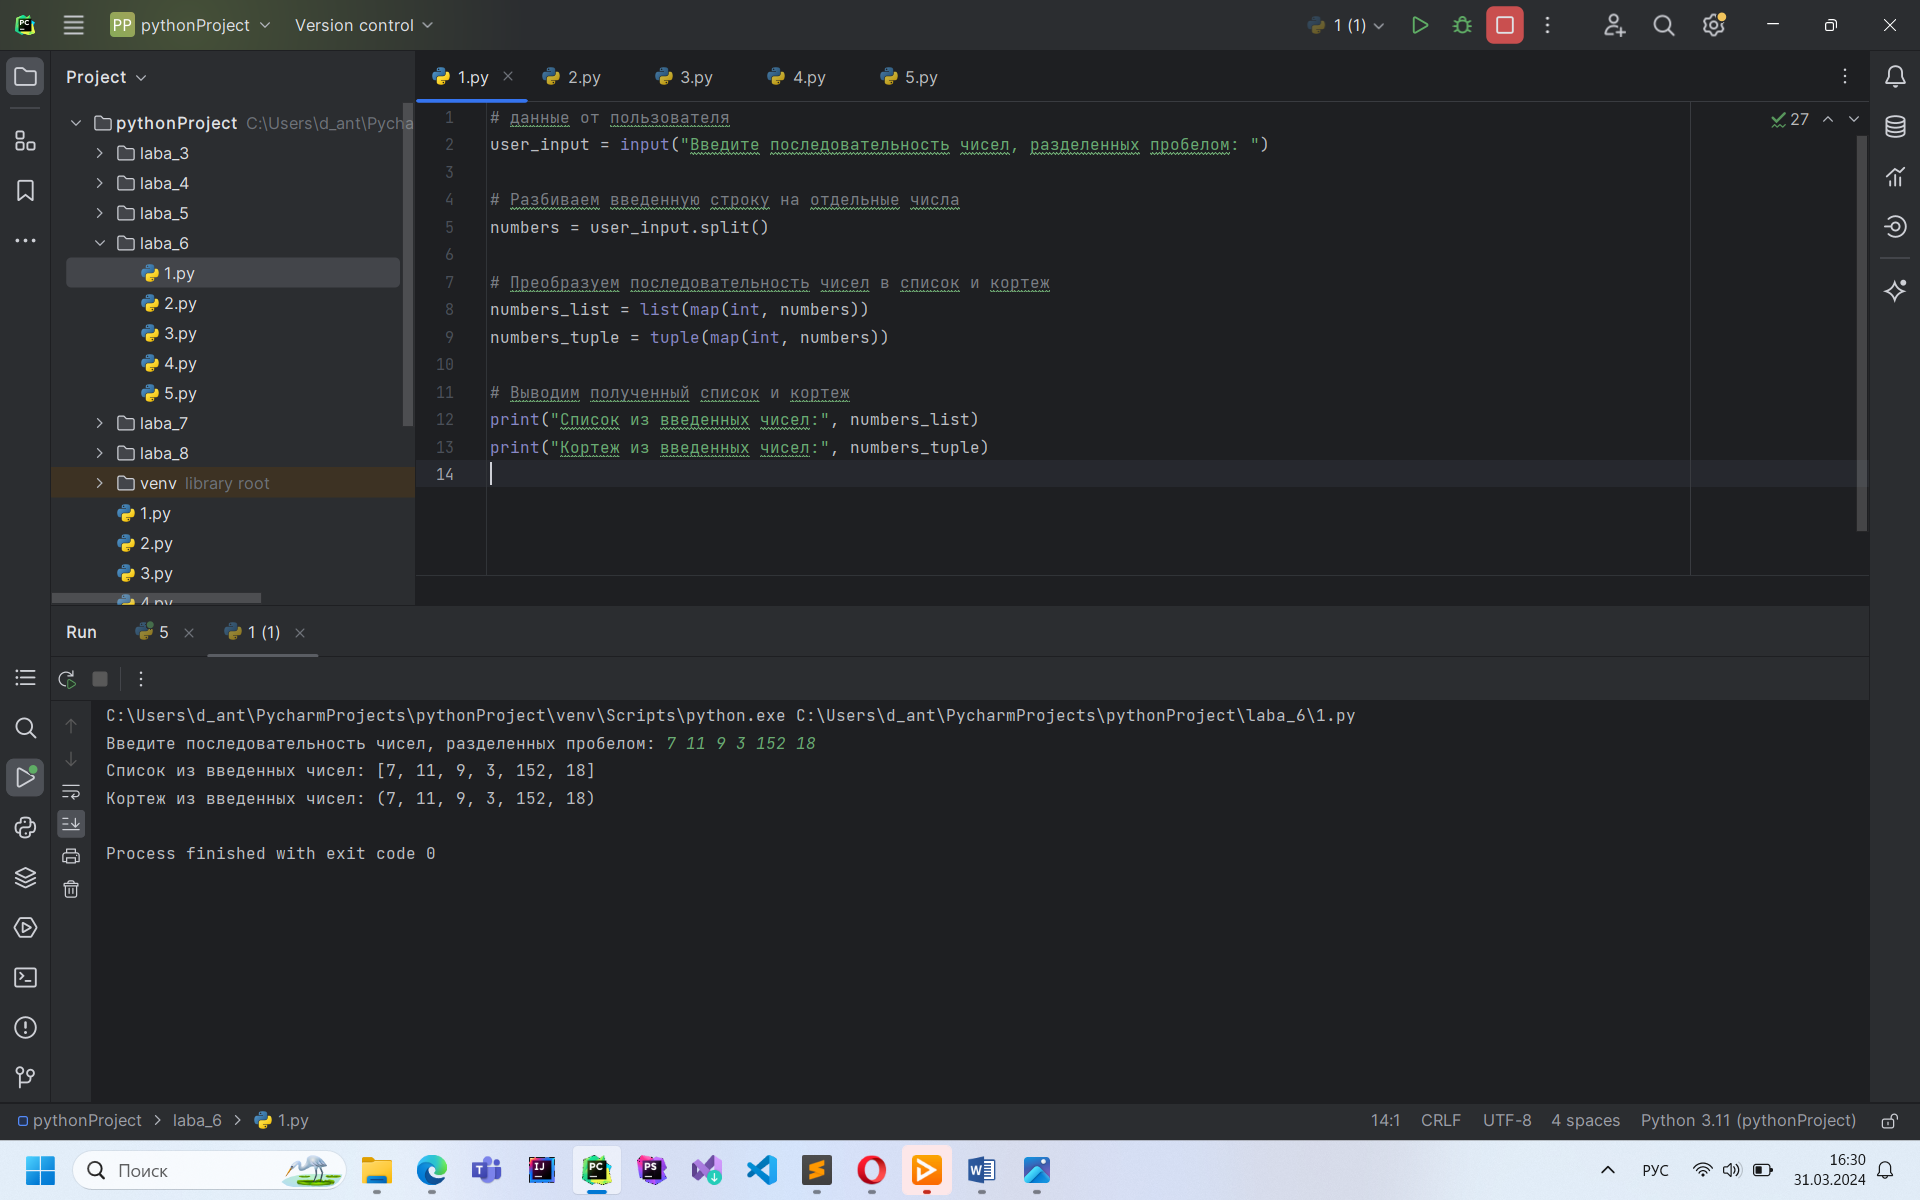 PP pythonProject Version control 1 (1)
Project
1.py 2.py 3.py 4.py 5.py
pythonProject C:\Users\d_ant\Pycha
laba_3
laba_4
laba_5
laba_6
1.py
2.py
3.py
4.py
5.py
laba_7
laba_8
venv library root
1.py
2.py
3.py
4.py
27
1 # данные от пользователя
2 user_input = input("Введите последовательность чисел, разделенных пробелом: ")
3
4 # Разбиваем введенную строку на отдельные числа
5 numbers = user_input.split()
6
7 # Преобразуем последовательность чисел в список и кортеж
8 numbers_list = list(map(int, numbers))
9 numbers_tuple = tuple(map(int, numbers))
10
11 # Выводим полученный список и кортеж
12 print("Список из введенных чисел:", numbers_list)
13 print("Кортеж из введенных чисел:", numbers_tuple)
14
Run 5 1 (1)
C:\Users\d_ant\PycharmProjects\pythonProject\venv\Scripts\python.exe C:\Users\d_ant\PycharmProjects\pythonProject\laba_6\1.py
Введите последовательность чисел, разделенных пробелом: 7 11 9 3 152 18
Список из введенных чисел: [7, 11, 9, 3, 152, 18]
Кортеж из введенных чисел: (7, 11, 9, 3, 152, 18)
Process finished with exit code 0
pythonProject > laba_6 > 1.py 14:1 CRLF UTF-8 4 spaces Python 3.11 (pythonProject)
Поиск РУС 16:30
31.03.2024